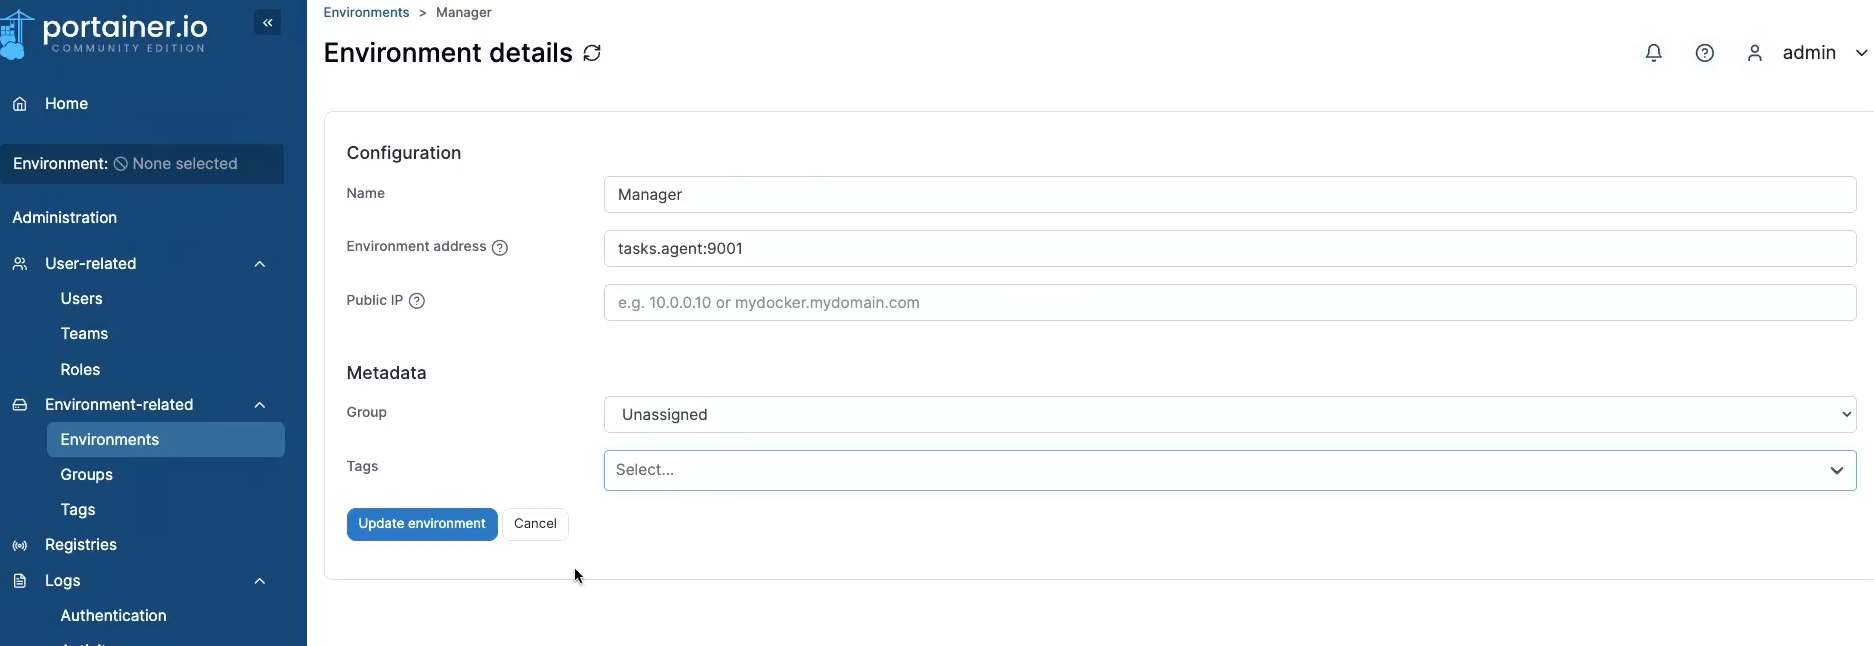 portainer.io
COMMUNITY EDITION
«
Home
Environment: None selected
Administration
User-related
Users
Teams
Roles
Environment-related
Environments
Groups
Tags
Registries
Logs
Authentication
Environments > Manager
Environment details
admin
Configuration
Name
Manager
Environment address
tasks.agent:9001
Public IP
e.g. 10.0.0.10 or mydocker.mydomain.com
Metadata
Group
Unassigned
Tags
Select...
Update environment
Cancel